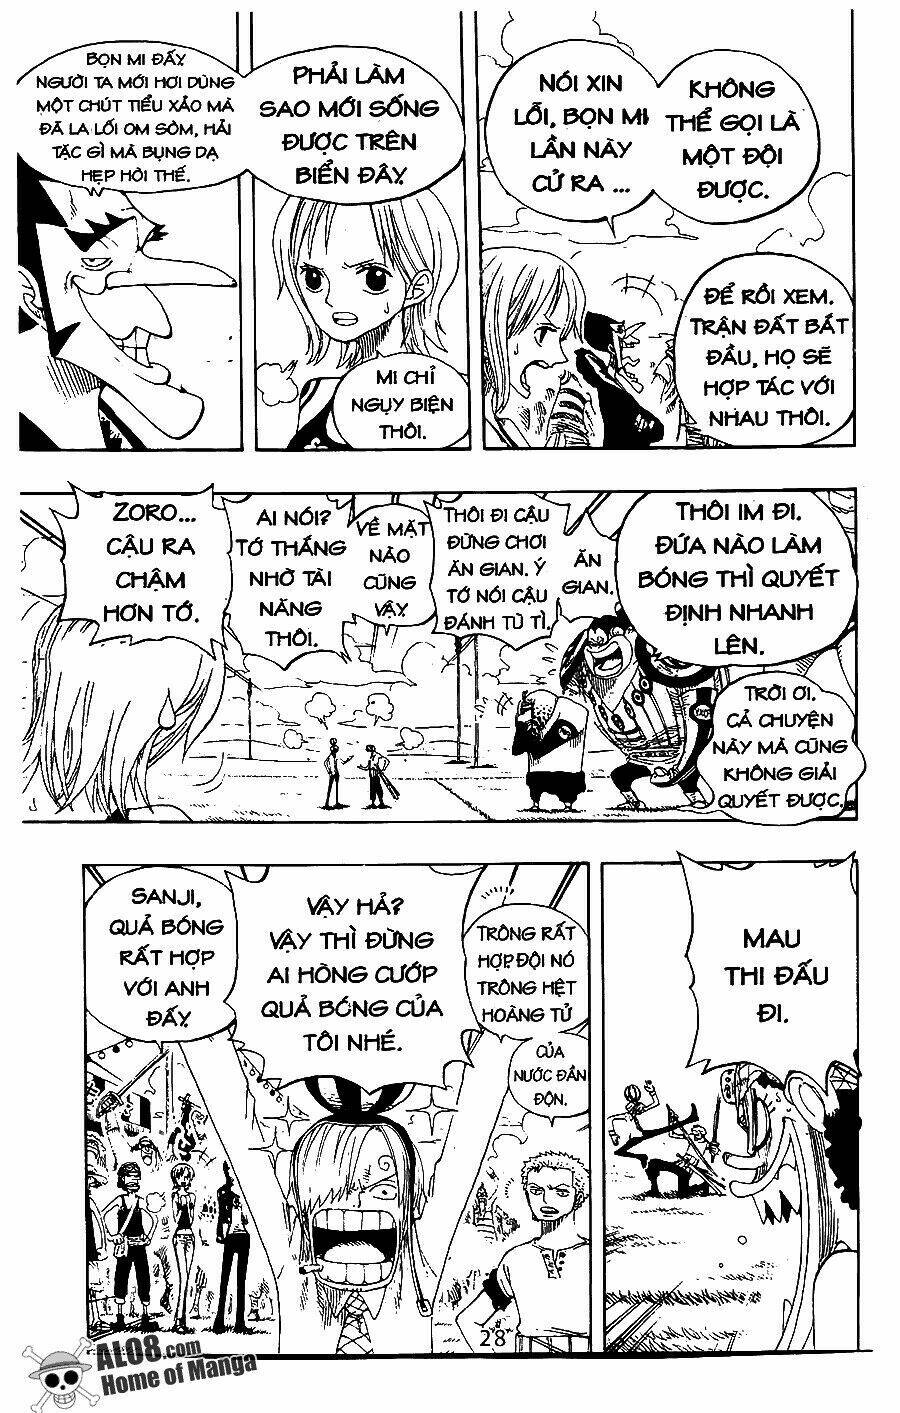 BỌN MI ĐẤY.
NGƯỜI TA MỚI HƠI DÙNG
MỘT CHÚT TIỂU XẢO MÀ
ĐÃ LA LỐI OM SÒM, HẢI
TẶC GÌ MÀ BỤNG DẠ
HẸP HÒI THẾ.
PHẢI LÀM
SAO MỚI SỐNG
ĐƯỢC TRÊN
BIỂN ĐÂY.
MI CHỈ
NGỤY BIỆN
THÔI.
NÓI XIN
LỖI, BỌN MI
LẦN NÀY
CỬ RA ...
KHÔNG
THỂ GỌI LÀ
MỘT ĐỘI
ĐƯỢC.
ĐỂ RỒI XEM.
TRẬN ĐẤT BẮT
ĐẦU, HỌ SẼ
HỢP TÁC VỚI
NHAU THÔI.
ZORO...
CẬU RA
CHẬM
HƠN TỚ.
AI NÓI?
TỚ THẮNG
NHỜ TÀI
NĂNG
THÔI.
VỀ MẶT
NÀO
CŨNG
VẬY.
THÔI ĐI CẬU
ĐỪNG CHƠI
ĂN GIAN. Ý
TỚ NÓI CẬU
ĐÁNH TÙ TÌ.
ĂN
GIAN.
THÔI IM ĐI.
ĐỨA NÀO LÀM
BÓNG THÌ QUYẾT
ĐỊNH NHANH
LÊN.
TRỜI ƠI.
CẢ CHUYỆN
NÀY MÀ CŨNG
KHÔNG GIẢI
QUYẾT ĐƯỢC.
SANJI,
QUẢ BÓNG
RẤT HỢP
VỚI ANH
ĐẤY.
VẬY HẢ?
VẬY THÌ ĐỪNG
AI HÒNG CƯỚP
QUẢ BÓNG CỦA
TÔI NHÉ.
TRÔNG RẤT
HỢP. ĐỘI NÓ
TRÔNG HỆT
HOÀNG TỬ
CỦA
NƯỚC ĐẦN
ĐỘN.
MAU
THI ĐẤU
ĐI.
28
AL08.com
Home of Manga